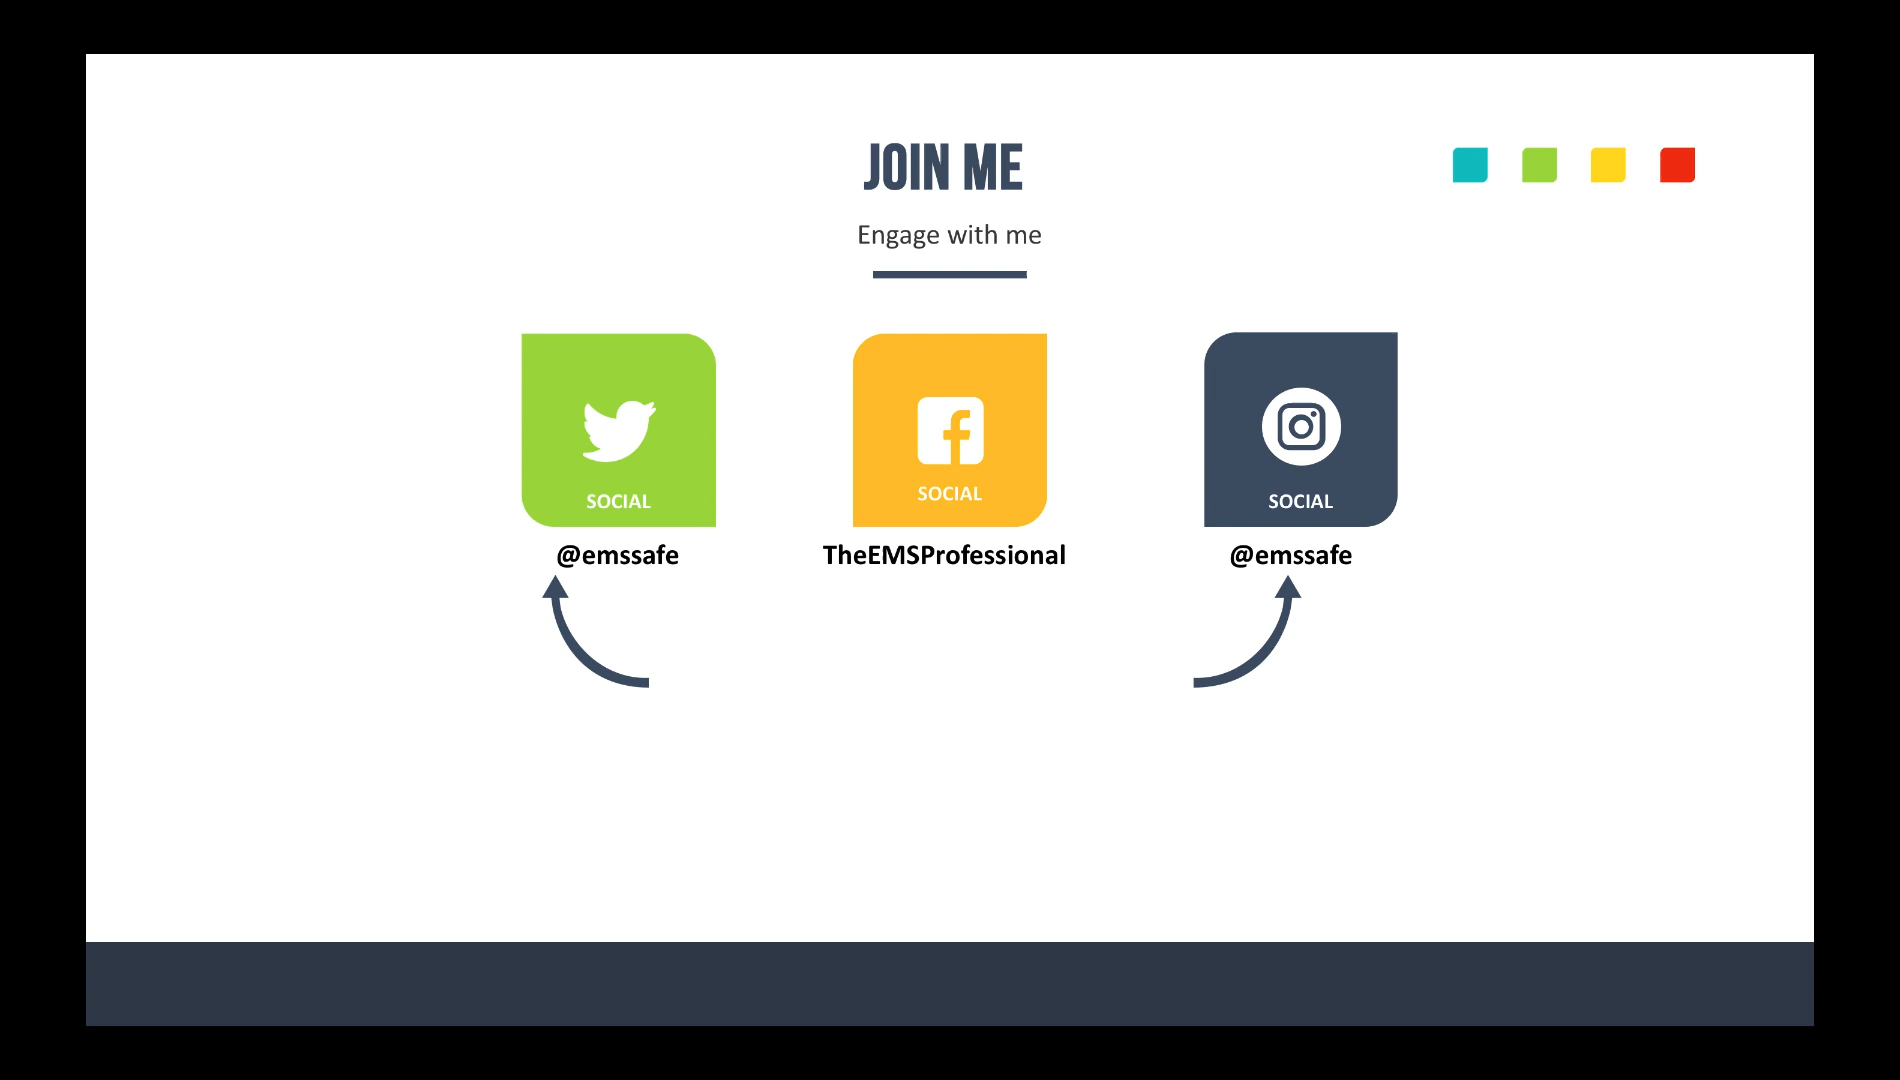 JOIN ME
Engage with me
SOCIAL
SOCIAL
SOCIAL
@emssafe
TheEMSProfessional
@emssafe